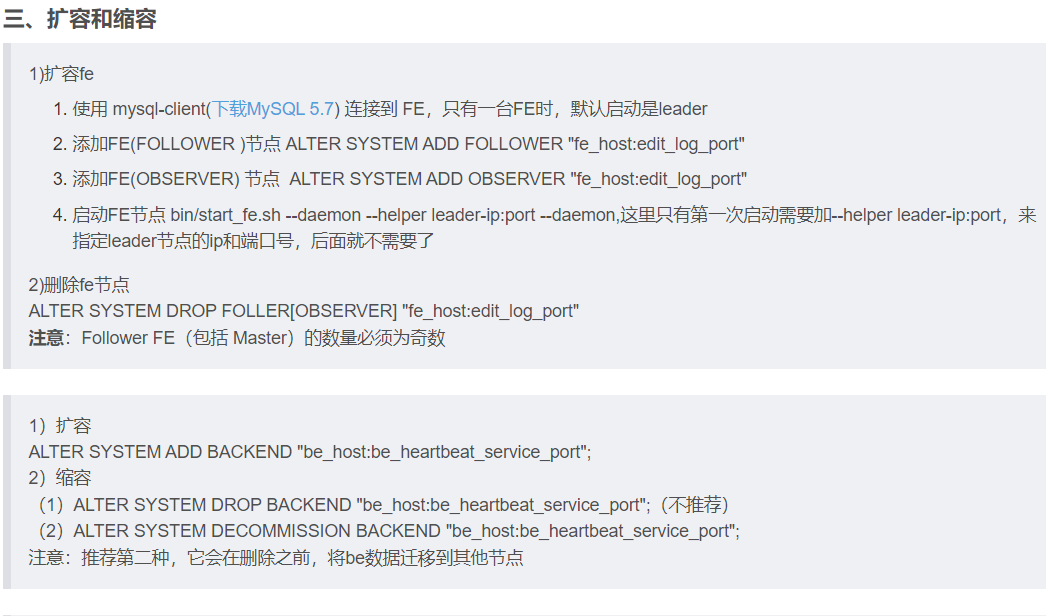 三、扩容和缩容
1)扩容fe
1. 使用 mysql-client(下载MySQL 5.7) 连接到 FE，只有一台FE时，默认启动是leader
2. 添加FE(FOLLOWER )节点 ALTER SYSTEM ADD FOLLOWER "fe_host:edit_log_port"
3. 添加FE(OBSERVER) 节点  ALTER SYSTEM ADD OBSERVER "fe_host:edit_log_port"
4. 启动FE节点 bin/start_fe.sh --daemon --helper leader-ip:port --daemon,这里只有第一次启动需要加--helper leader-ip:port，来
指定leader节点的ip和端口号，后面就不需要了
2)删除fe节点
ALTER SYSTEM DROP FOLLER[OBSERVER] "fe_host:edit_log_port"
注意：Follower FE（包括 Master）的数量必须为奇数
1）扩容
ALTER SYSTEM ADD BACKEND "be_host:be_heartbeat_service_port";
2）缩容
（1）ALTER SYSTEM DROP BACKEND "be_host:be_heartbeat_service_port";（不推荐）
（2）ALTER SYSTEM DECOMMISSION BACKEND "be_host:be_heartbeat_service_port";
注意：推荐第二种，它会在删除之前，将be数据迁移到其他节点